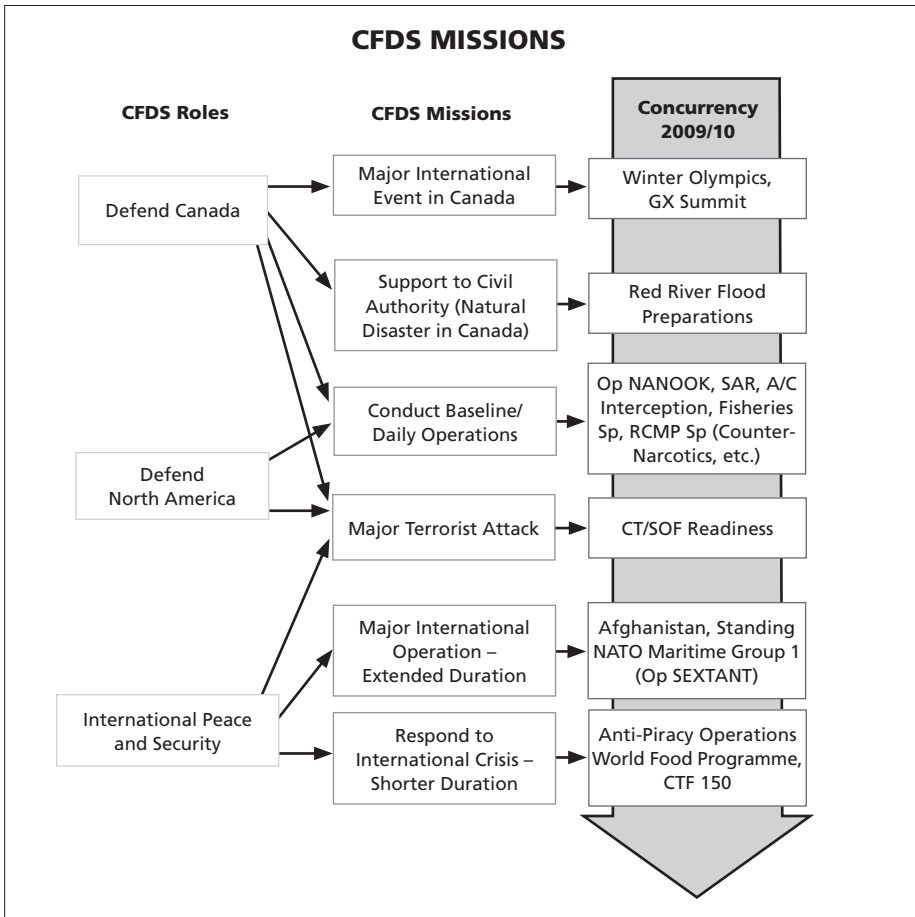 CFDS MISSIONS
CFDS Roles
CFDS Missions
Concurrency
2009/10
Defend Canada
Major International
Event in Canada
Winter Olympics,
GX Summit
Support to Civil
Authority (Natural
Disaster in Canada)
Red River Flood
Preparations
Conduct Baseline/
Daily Operations
Op NANOOK, SAR, A/C
Interception, Fisheries
Sp, RCMP Sp (Counter-
Narcotics, etc.)
Defend
North America
Major Terrorist Attack
CT/SOF Readiness
International Peace
and Security
Major International
Operation –
Extended Duration
Afghanistan, Standing
NATO Maritime Group 1
(Op SEXTANT)
Respond to
International Crisis –
Shorter Duration
Anti-Piracy Operations
World Food Programme,
CTF 150